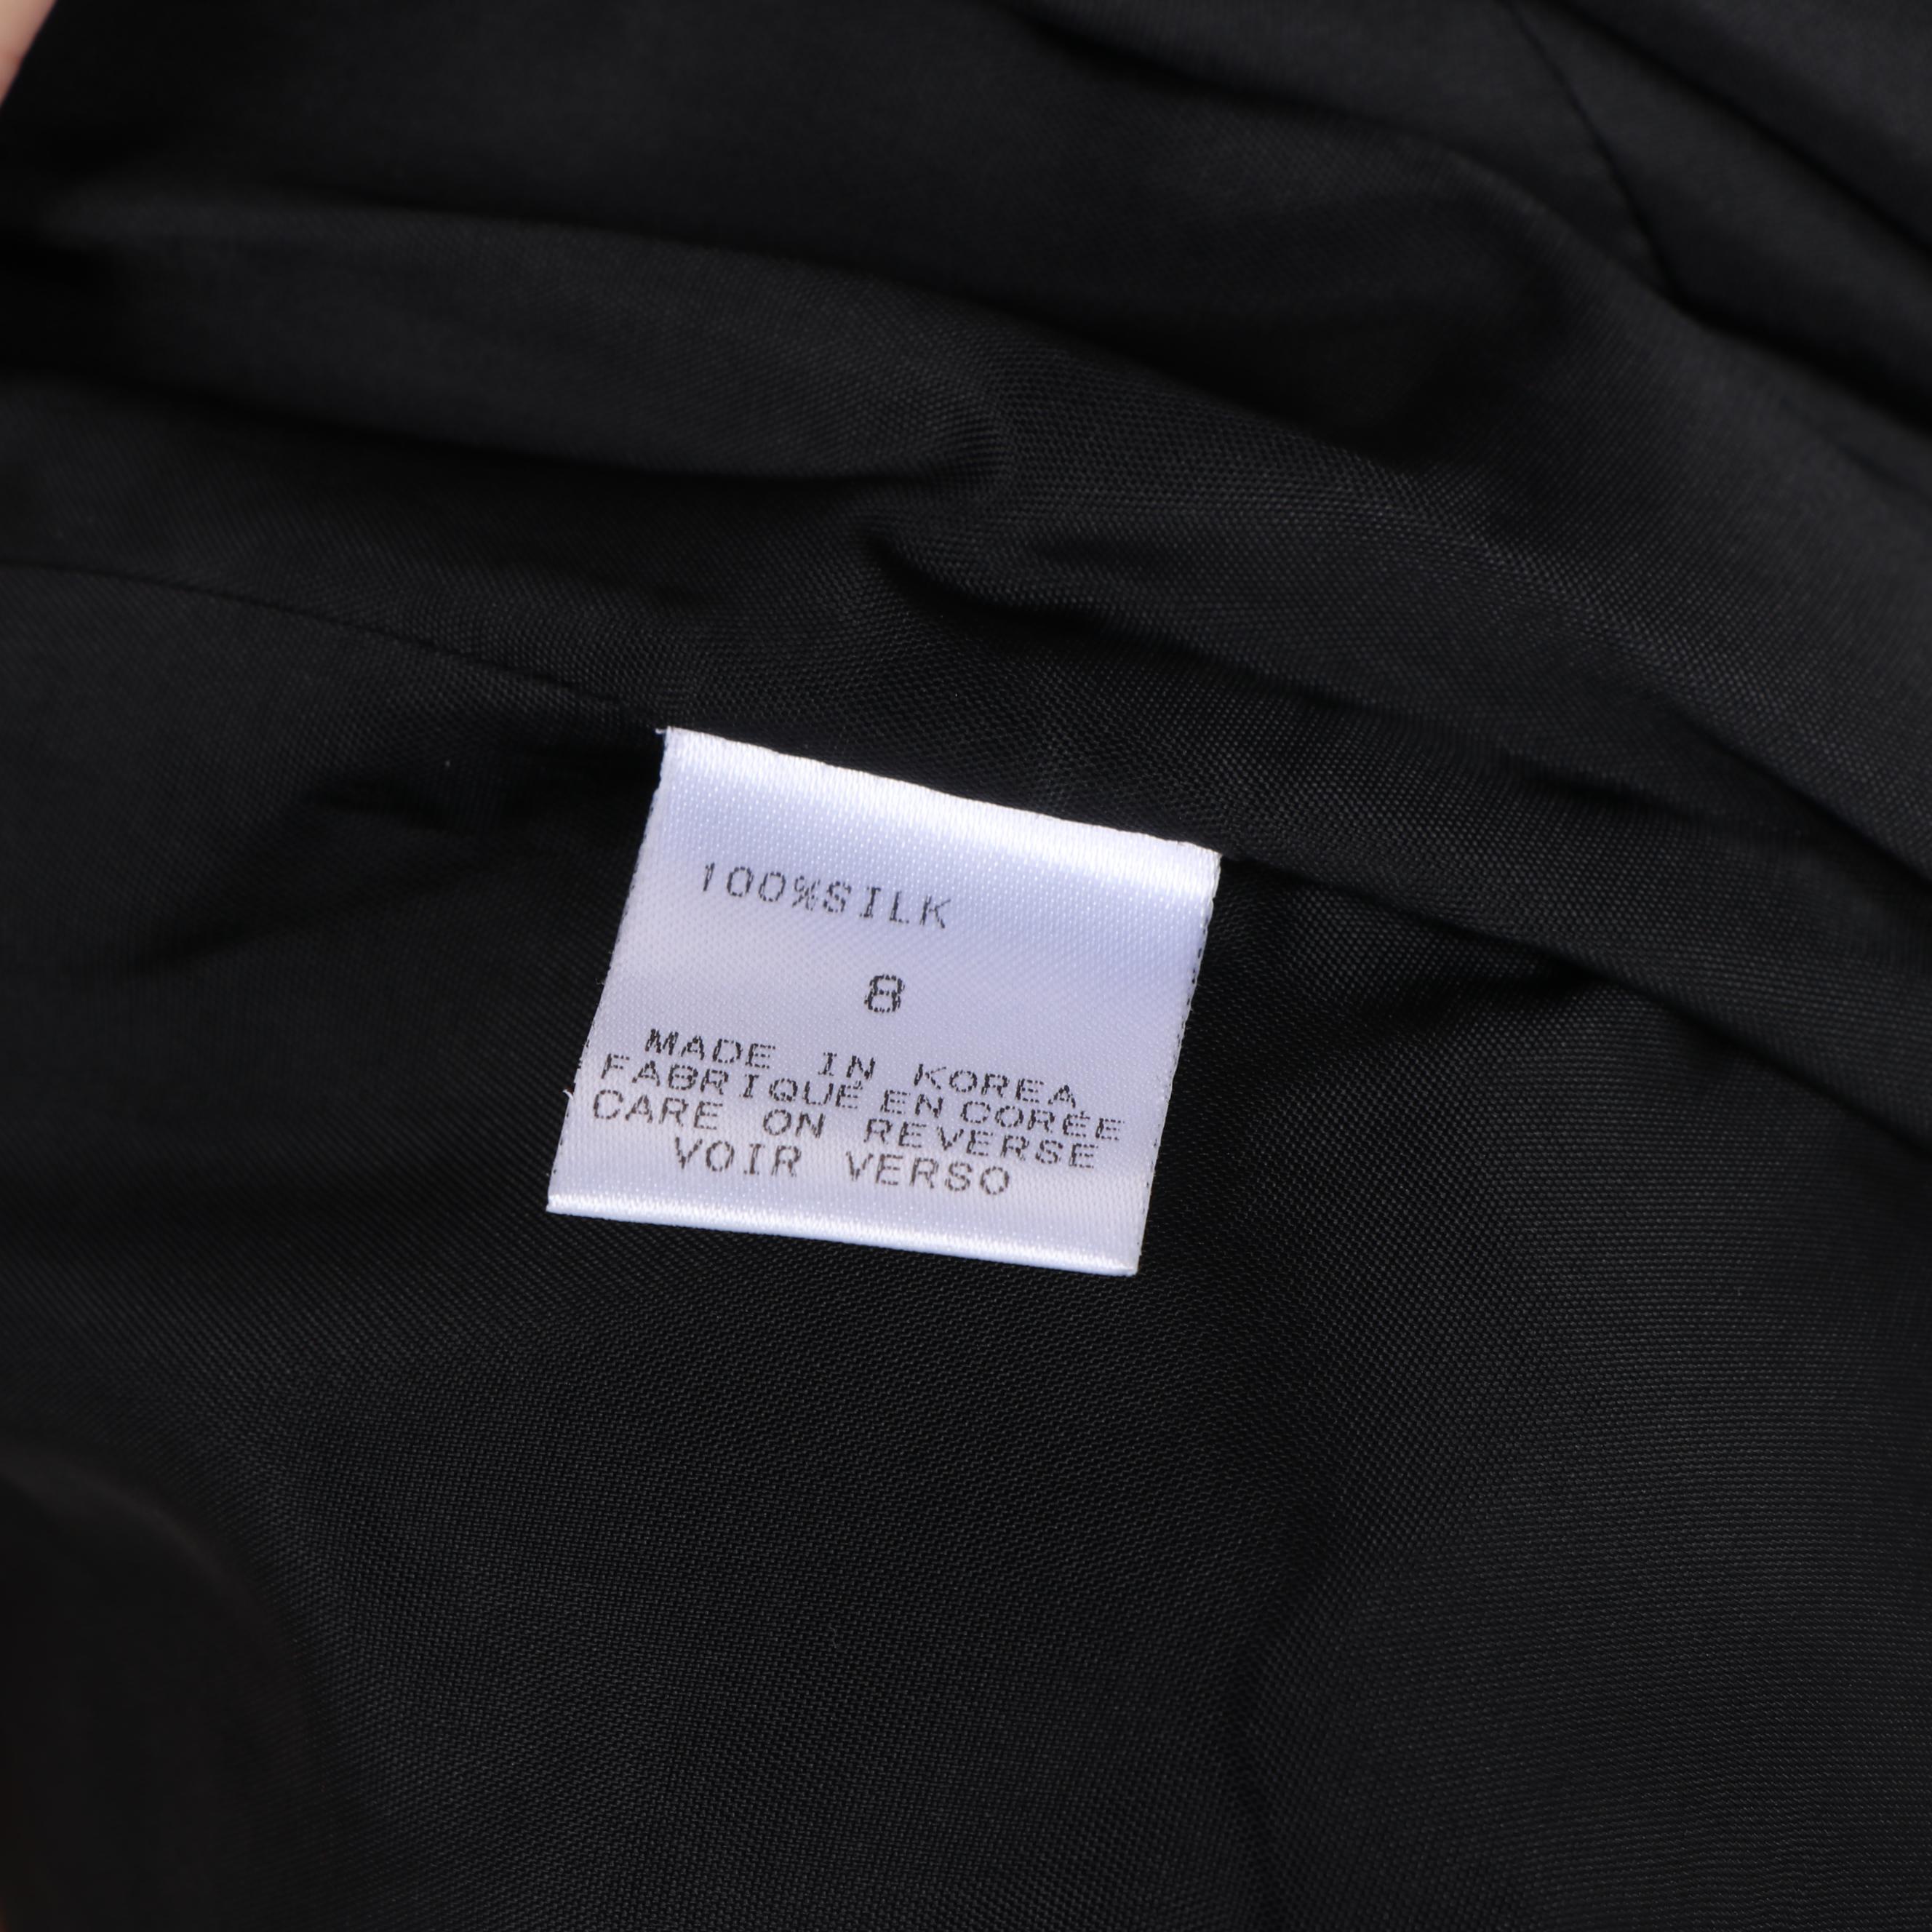 100%SILK
8
MADE IN KOREA
FABRIQUÉ EN CORÉE
CARE ON REVERSE
VOIR VERSO